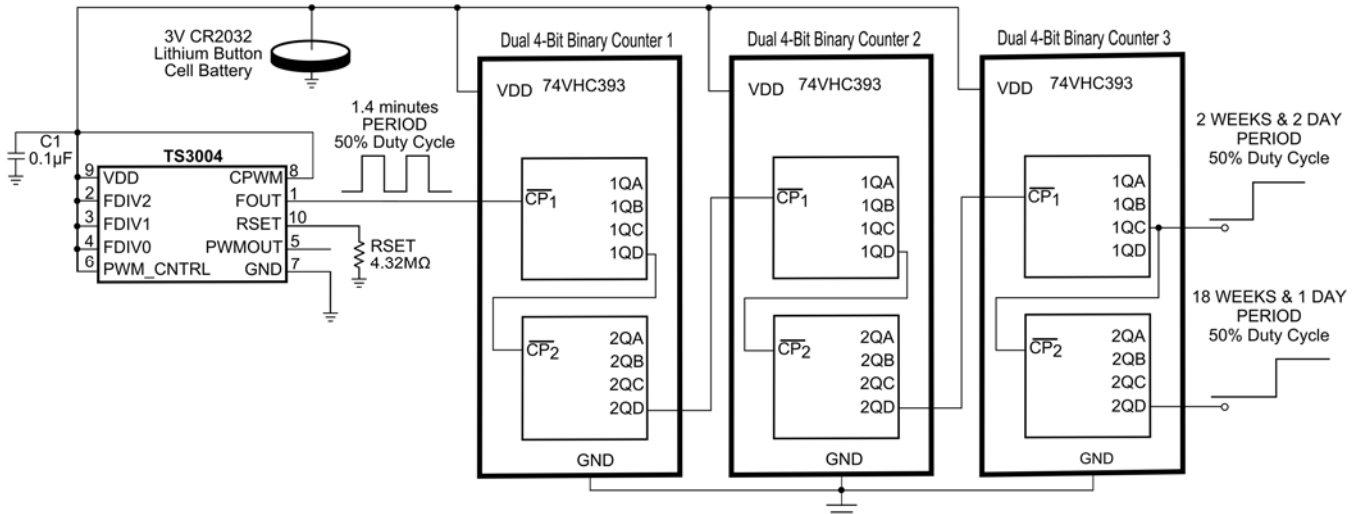 3V CR2032
Lithium Button
Cell Battery
C1
0.1µF
TS3004
9
VDD
2
FDIV2
3
FDIV1
4
FDIV0
6
PWM_CNTRL
CPWM
8
FOUT
1
RSET
10
PWMOUT
5
GND
7
RSET
4.32MΩ
1.4 minutes
PERIOD
50% Duty Cycle
Dual 4-Bit Binary Counter 1
VDD
74VHC393
CP1
1QA
1QB
1QC
1QD
CP2
2QA
2QB
2QC
2QD
GND
Dual 4-Bit Binary Counter 2
VDD
74VHC393
CP1
1QA
1QB
1QC
1QD
CP2
2QA
2QB
2QC
2QD
GND
Dual 4-Bit Binary Counter 3
VDD
74VHC393
CP1
1QA
1QB
1QC
1QD
CP2
2QA
2QB
2QC
2QD
GND
2 WEEKS & 2 DAY
PERIOD
50% Duty Cycle
18 WEEKS & 1 DAY
PERIOD
50% Duty Cycle